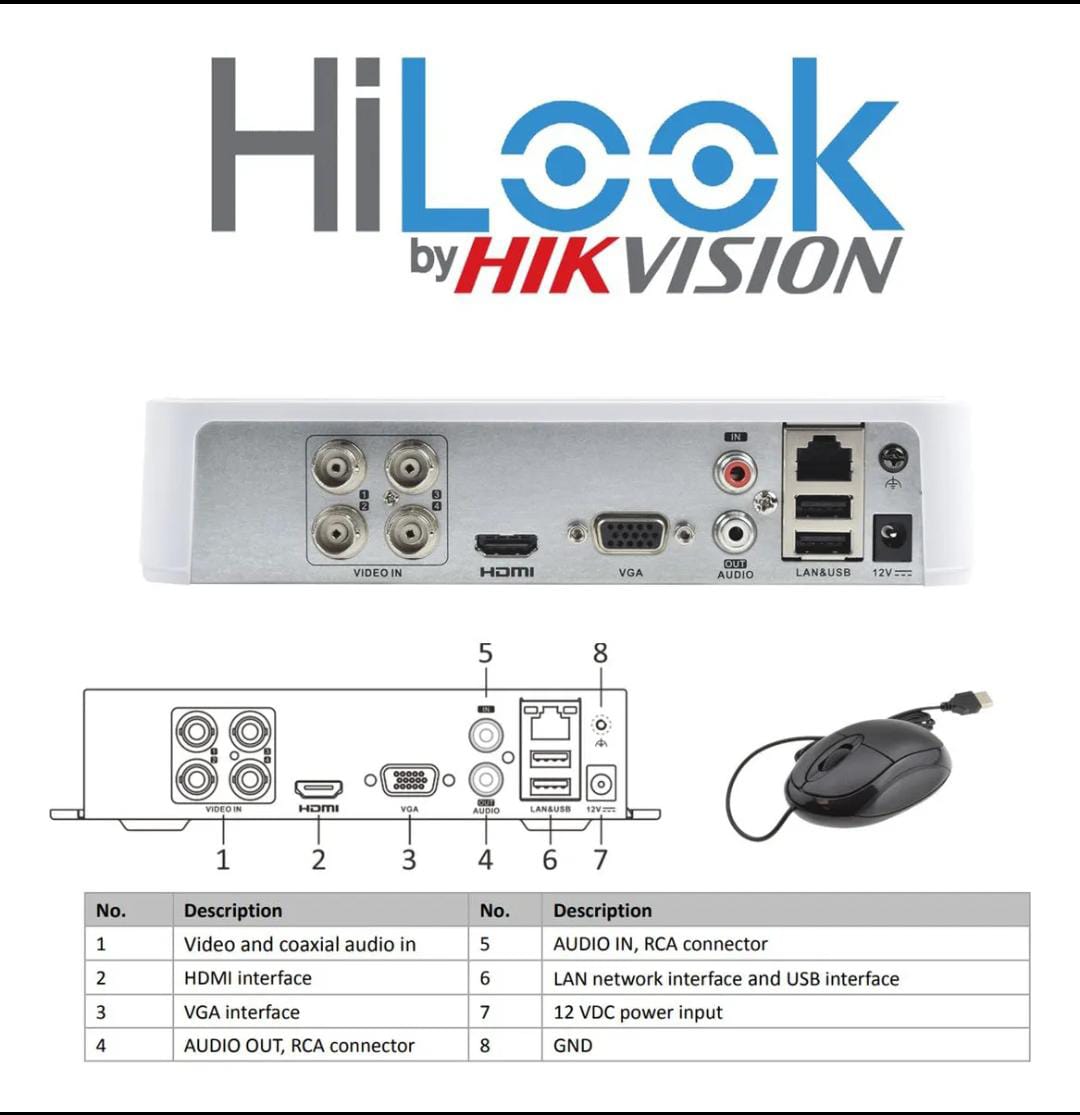 HiLook
by HIKVISION
IN
1 3
2 4
VIDEO IN
HDMI
VGA
OUT
AUDIO
LAN&USB
12V
5 8
IN
1 3
2 4
VIDEO IN
HDMI
VGA
OUT
AUDIO
LAN&USB
12V
1 2 3 4 6 7
No. Description No. Description
1 Video and coaxial audio in 5 AUDIO IN, RCA connector
2 HDMI interface 6 LAN network interface and USB interface
3 VGA interface 7 12 VDC power input
4 AUDIO OUT, RCA connector 8 GND